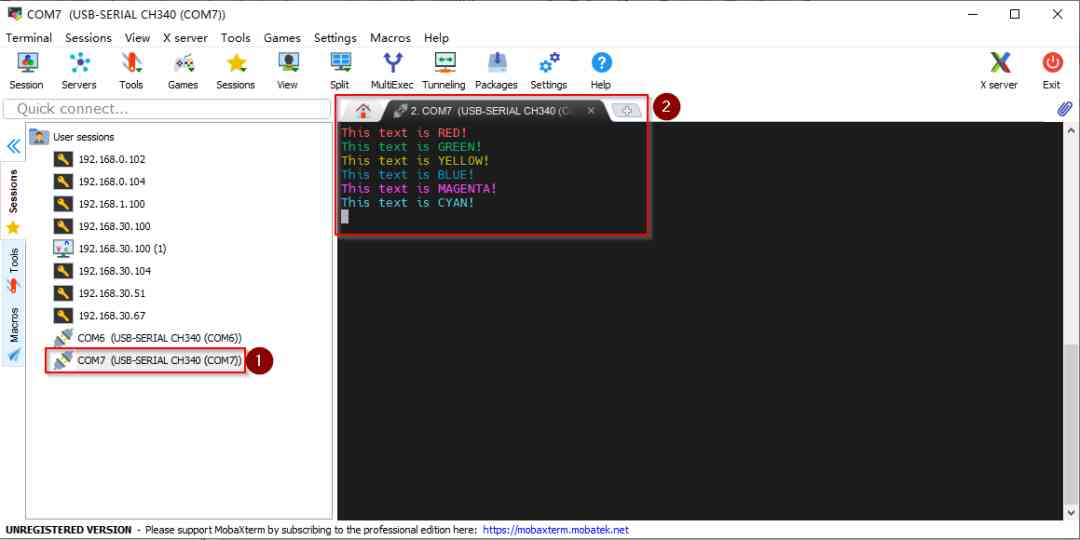 COM7 (USB-SERIAL CH340 (COM7))
Terminal Sessions View X server Tools Games Settings Macros Help
Session Servers Tools Games Sessions View Split MultiExec Tunneling Packages Settings Help X server Exit
Quick connect...
2. COM7 (USB-SERIAL CH340 (C
2
Sessions
Tools
Macros
User sessions
192.168.0.102
192.168.0.104
192.168.1.100
192.168.30.100
192.168.30.100 (1)
192.168.30.104
192.168.30.51
192.168.30.67
COM6 (USB-SERIAL CH340 (COM6))
COM7 (USB-SERIAL CH340 (COM7))
1
This text is RED!
This text is GREEN!
This text is YELLOW!
This text is BLUE!
This text is MAGENTA!
This text is CYAN!
UNREGISTERED VERSION - Please support MobaXterm by subscribing to the professional edition here: https://mobaxterm.mobatek.net